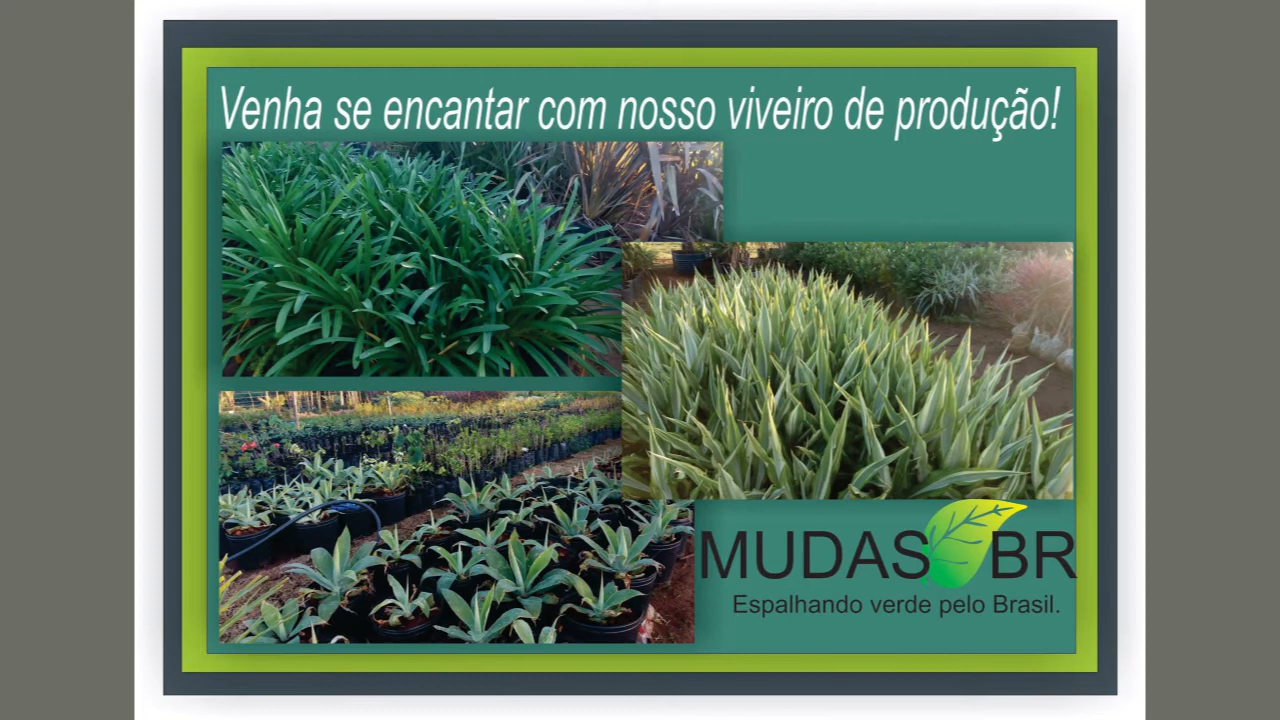 Venha se encantar com nosso viveiro de produção!
MUDAS BR
Espalhando verde pelo Brasil.